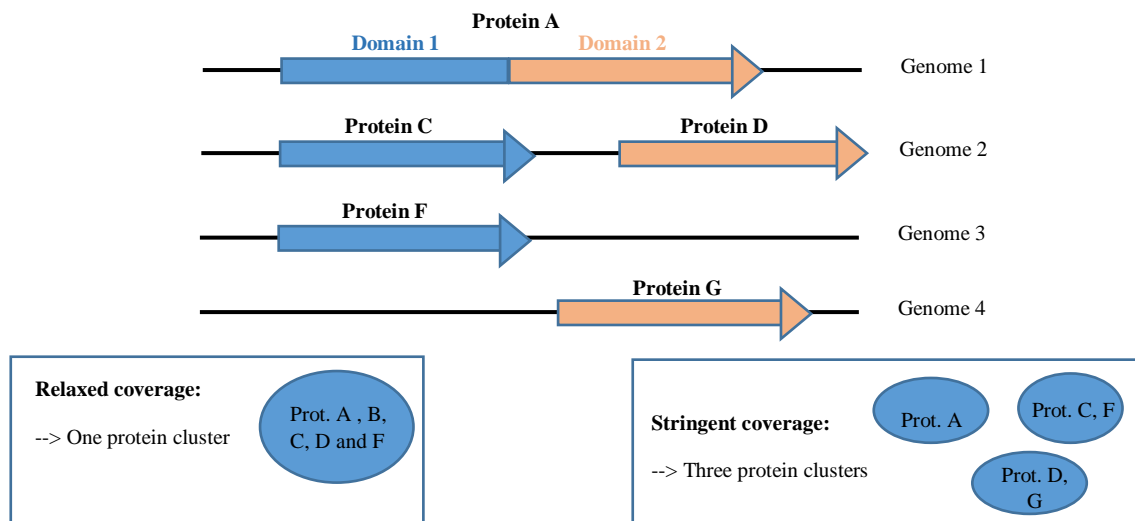 Protein A
Domain 1 Domain 2
Genome 1
Protein C Protein D
Genome 2
Protein F
Genome 3
Protein G
Genome 4
Relaxed coverage:
--> One protein cluster
Prot. A , B,
C, D and F
Stringent coverage:
--> Three protein clusters
Prot. A
Prot. C, F
Prot. D,
G